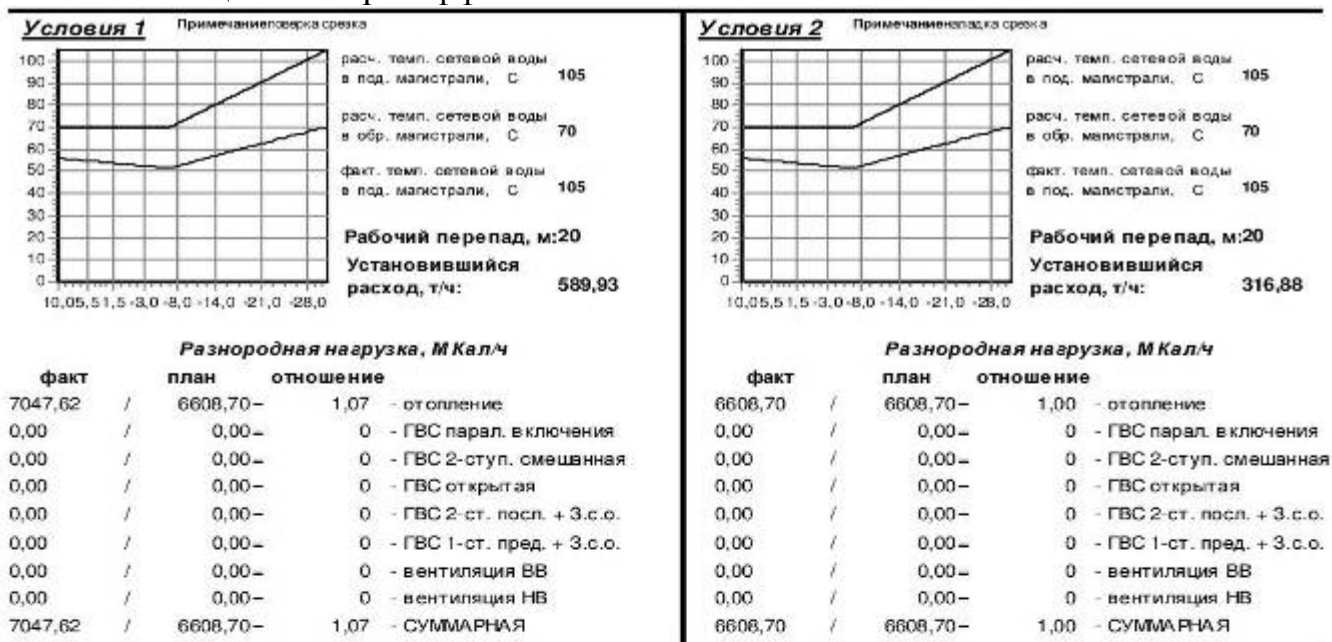 Условия 1 Примечаниеповерка срезка
100
90
80
70
60
50
40
30
20
10
0
10,05,5 1,5 -3,0 -8,0 -14,0 -21,0 -28,0
расч. темп. сетевой воды
в под. магистрали, С 105
расч. темп. сетевой воды
в обр. магистрали, С 70
факт. темп. сетевой воды
в под. магистрали, С 105
Рабочий перепад, м:20
Установившийся
расход, т/ч: 589,93
Разнородная нагрузка, МКал/ч
факт план отношение
7047,62 / 6608,70– 1,07 - отопление
0,00 / 0,00– 0 - ГВС парал. включения
0,00 / 0,00– 0 - ГВС 2-ступ. смешанная
0,00 / 0,00– 0 - ГВС открытая
0,00 / 0,00– 0 - ГВС 2-ст. посл. + З.с.о.
0,00 / 0,00– 0 - ГВС 1-ст. пред. + З.с.о.
0,00 / 0,00– 0 - вентиляция ВВ
0,00 / 0,00– 0 - вентиляция НВ
7047,62 / 6608,70– 1,07 - СУММАРНАЯ
Условия 2 Примечаниеналадка срезка
100
90
80
70
60
50
40
30
20
10
0
10,05,5 1,5 -3,0 -8,0 -14,0 -21,0 -28,0
расч. темп. сетевой воды
в под. магистрали, С 105
расч. темп. сетевой воды
в обр. магистрали, С 70
факт. темп. сетевой воды
в под. магистрали, С 105
Рабочий перепад, м:20
Установившийся
расход, т/ч: 316,88
Разнородная нагрузка, МКал/ч
факт план отношение
6608,70 / 6608,70– 1,00 - отопление
0,00 / 0,00– 0 - ГВС парал. включения
0,00 / 0,00– 0 - ГВС 2-ступ. смешанная
0,00 / 0,00– 0 - ГВС открытая
0,00 / 0,00– 0 - ГВС 2-ст. посл. + З.с.о.
0,00 / 0,00– 0 - ГВС 1-ст. пред. + З.с.о.
0,00 / 0,00– 0 - вентиляция ВВ
0,00 / 0,00– 0 - вентиляция НВ
6608,70 / 6608,70– 1,00 - СУММАРНАЯ